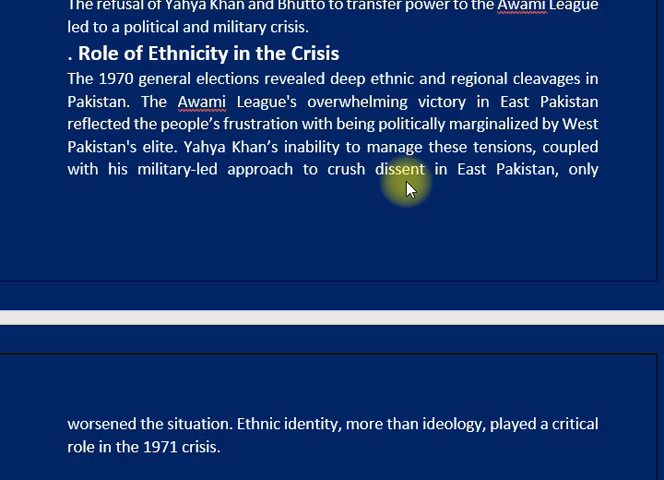 The refusal of Yahya Khan and Bhutto to transfer power to the Awami League
led to a political and military crisis.
. Role of Ethnicity in the Crisis
The 1970 general elections revealed deep ethnic and regional cleavages in
Pakistan. The Awami League's overwhelming victory in East Pakistan
reflected the people’s frustration with being politically marginalized by West
Pakistan's elite. Yahya Khan’s inability to manage these tensions, coupled
with his military-led approach to crush dissent in East Pakistan, only
worsened the situation. Ethnic identity, more than ideology, played a critical
role in the 1971 crisis.